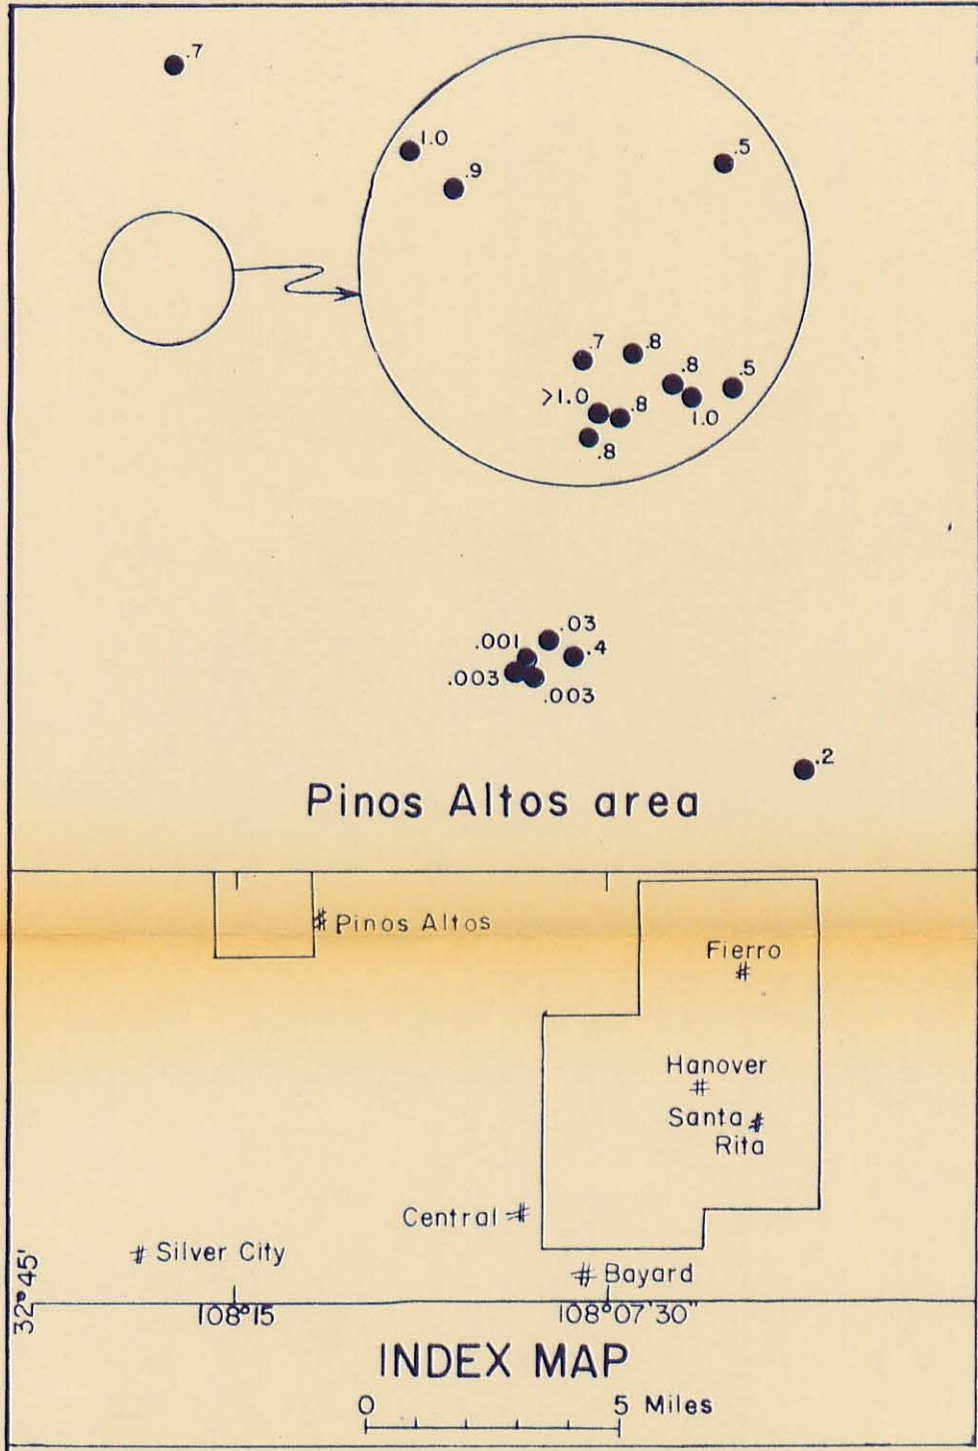 .7
1.0
.9
.5
.7
.8
.8
.5
>1.0
.8
1.0
.8
.03
.001
.4
.003
.003
.2
Pinos Altos area
Pinos Altos
Fierro
Hanover
Santa
Rita
Central
Silver City
Bayard
32°45'
108°15
108°07'30"
INDEX MAP
0 5 Miles